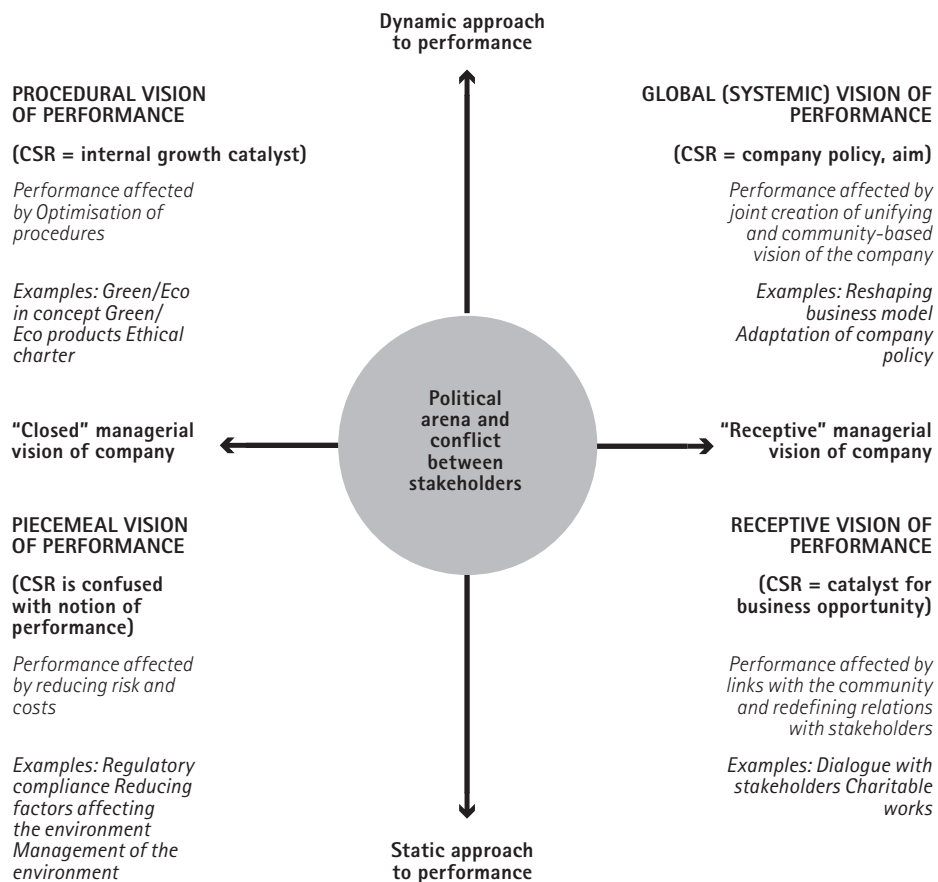 Dynamic approach
to performance
PROCEDURAL VISION
OF PERFORMANCE
(CSR = internal growth catalyst)
Performance affected
by Optimisation of
procedures
Examples: Green/Eco
in concept Green/
Eco products Ethical
charter
GLOBAL (SYSTEMIC) VISION OF
PERFORMANCE
(CSR = company policy, aim)
Performance affected by
joint creation of unifying
and community-based
vision of the company
Examples: Reshaping
business model
Adaptation of company
policy
"Closed" managerial
vision of company
Political
arena and
conflict
between
stakeholders
"Receptive" managerial
vision of company
PIECEMEAL VISION
OF PERFORMANCE
(CSR is confused
with notion of
performance)
Performance affected
by reducing risk and
costs
Examples: Regulatory
compliance Reducing
factors affecting
the environment
Management of the
environment
RECEPTIVE VISION OF
PERFORMANCE
(CSR = catalyst for
business opportunity)
Performance affected by
links with the community
and redefining relations
with stakeholders
Examples: Dialogue with
stakeholders Charitable
works
Static approach
to performance